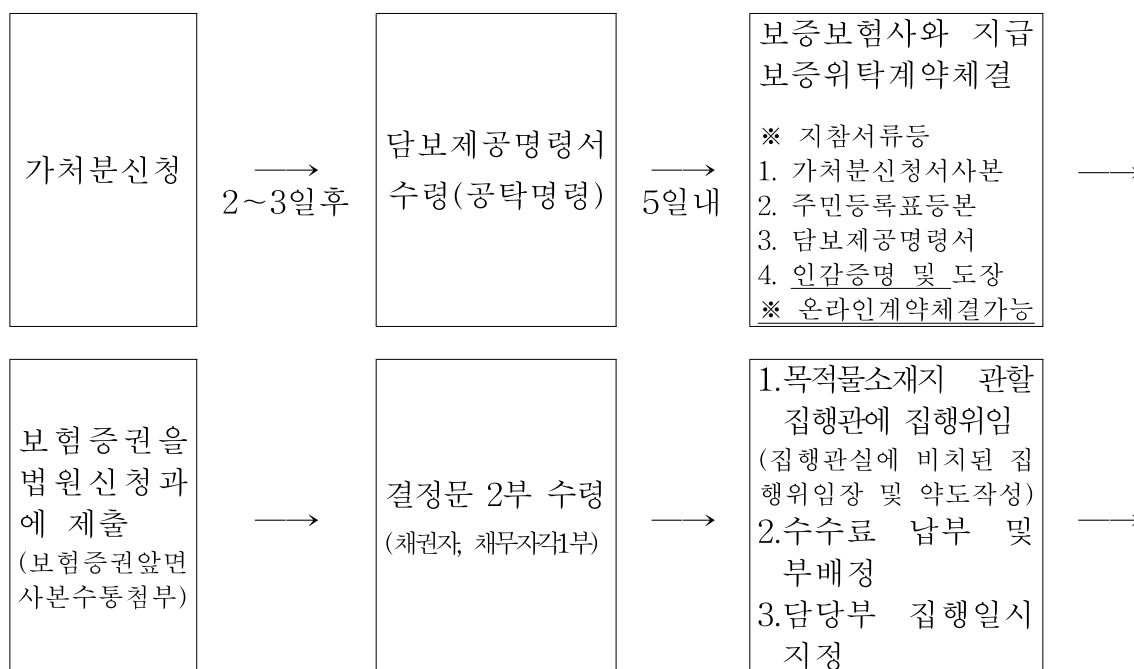 가처분신청
⟶
2～3일후
담보제공명령서
수령(공탁명령)
⟶
5일내
보증보험사와 지급
보증위탁계약체결
※ 지참서류등
1. 가처분신청서사본
2. 주민등록표등본
3. 담보제공명령서
4. 인감증명 및 도장
※ 온라인계약체결가능
⟶
보험증권을
법원신청과
에 제출
(보험증권앞면
사본수통첨부)
⟶
결정문 2부 수령
(채권자, 채무자각1부)
⟶
1.목적물소재지 관할
집행관에 집행위임
(집행관실에 비치된 집
행위임장 및 약도작성)
2.수수료 납부 및
부배정
3.담당부 집행일시
지정
⟶